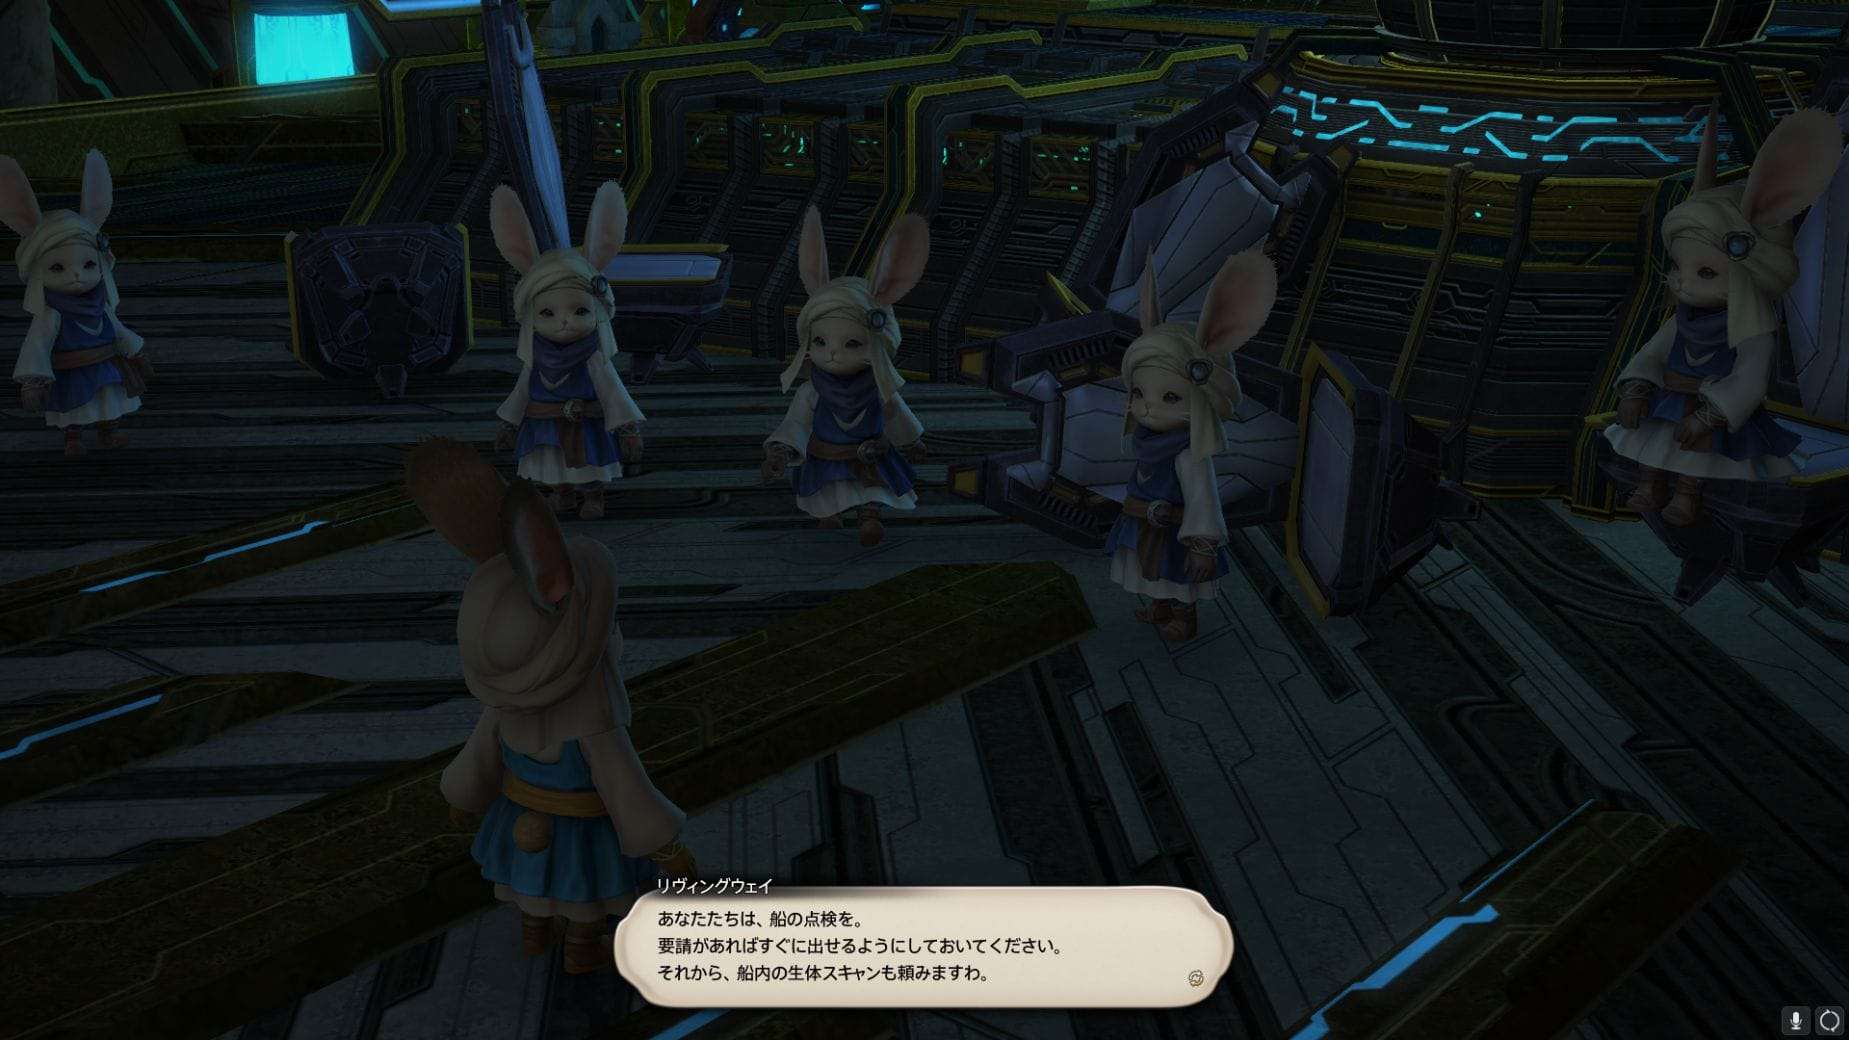 リヴィングウェイ
あなたたちは、船の点検を。
要請があればすぐに出せるようにしておいてください。
それから、船内の生体スキャンも頼みますわ。